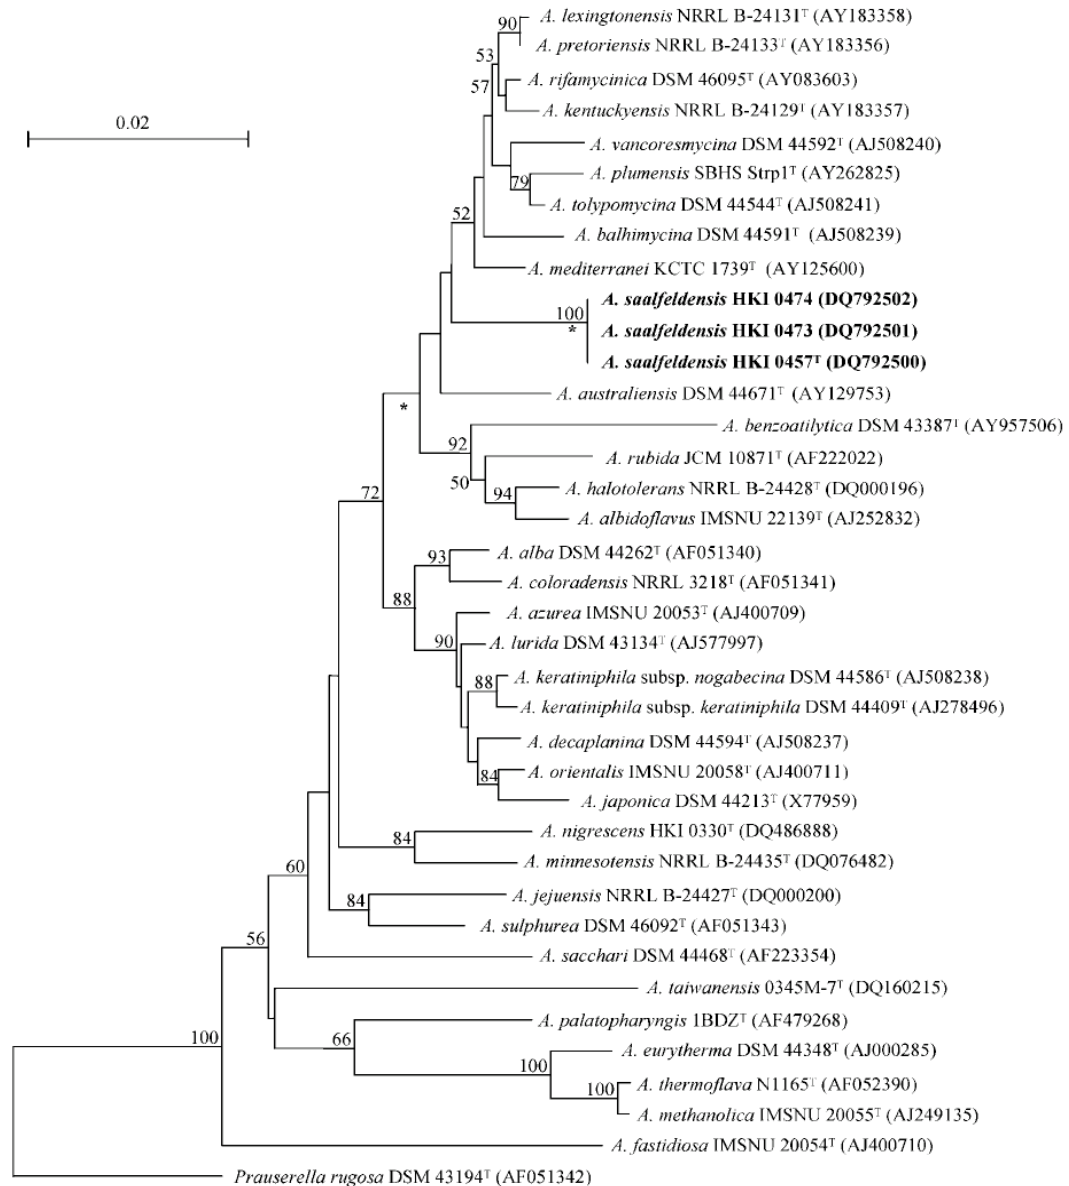 A. lexingtonensis NRRL B-24131ᵀ (AY183358)
90
A. pretoriensis NRRL B-24133ᵀ (AY183356)
53
A. rifamycinica DSM 46095ᵀ (AY083603)
57
A. kentuckyensis NRRL B-24129ᵀ (AY183357)
0.02
A. vancoresmycina DSM 44592ᵀ (AJ508240)
A. plumensis SBHS Strp1ᵀ (AY262825)
79
A. tolypomycina DSM 44544ᵀ (AJ508241)
52
A. balhimycina DSM 44591ᵀ (AJ508239)
A. mediterranei KCTC 1739ᵀ (AY125600)
A. saalfeldensis HKI 0474 (DQ792502)
100
*
A. saalfeldensis HKI 0473 (DQ792501)
A. saalfeldensis HKI 0457ᵀ (DQ792500)
A. australiensis DSM 44671ᵀ (AY129753)
*
A. benzoatilytica DSM 43387ᵀ (AY957506)
92
A. rubida JCM 10871ᵀ (AF222022)
50
A. halotolerans NRRL B-24428ᵀ (DQ000196)
94
72
A. albidoflavus IMSNU 22139ᵀ (AJ252832)
A. alba DSM 44262ᵀ (AF051340)
93
A. coloradensis NRRL 3218ᵀ (AF051341)
88
A. azurea IMSNU 20053ᵀ (AJ400709)
90
A. lurida DSM 43134ᵀ (AJ577997)
A. keratiniphila subsp. nogabecina DSM 44586ᵀ (AJ508238)
88
A. keratiniphila subsp. keratiniphila DSM 44409ᵀ (AJ278496)
A. decaplanina DSM 44594ᵀ (AJ508237)
A. orientalis IMSNU 20058ᵀ (AJ400711)
84
A. japonica DSM 44213ᵀ (X77959)
A. nigrescens HKI 0330ᵀ (DQ486888)
84
A. minnesotensis NRRL B-24435ᵀ (DQ076482)
60
A. jejuensis NRRL B-24427ᵀ (DQ000200)
84
A. sulphurea DSM 46092ᵀ (AF051343)
56
A. sacchari DSM 44468ᵀ (AF223354)
A. taiwanensis 0345M-7ᵀ (DQ160215)
A. palatopharyngis 1BDZᵀ (AF479268)
100
66
A. eurytherma DSM 44348ᵀ (AJ000285)
100
A. thermoflava N1165ᵀ (AF052390)
100
A. methanolica IMSNU 20055ᵀ (AJ249135)
A. fastidiosa IMSNU 20054ᵀ (AJ400710)
Prauserella rugosa DSM 43194ᵀ (AF051342)